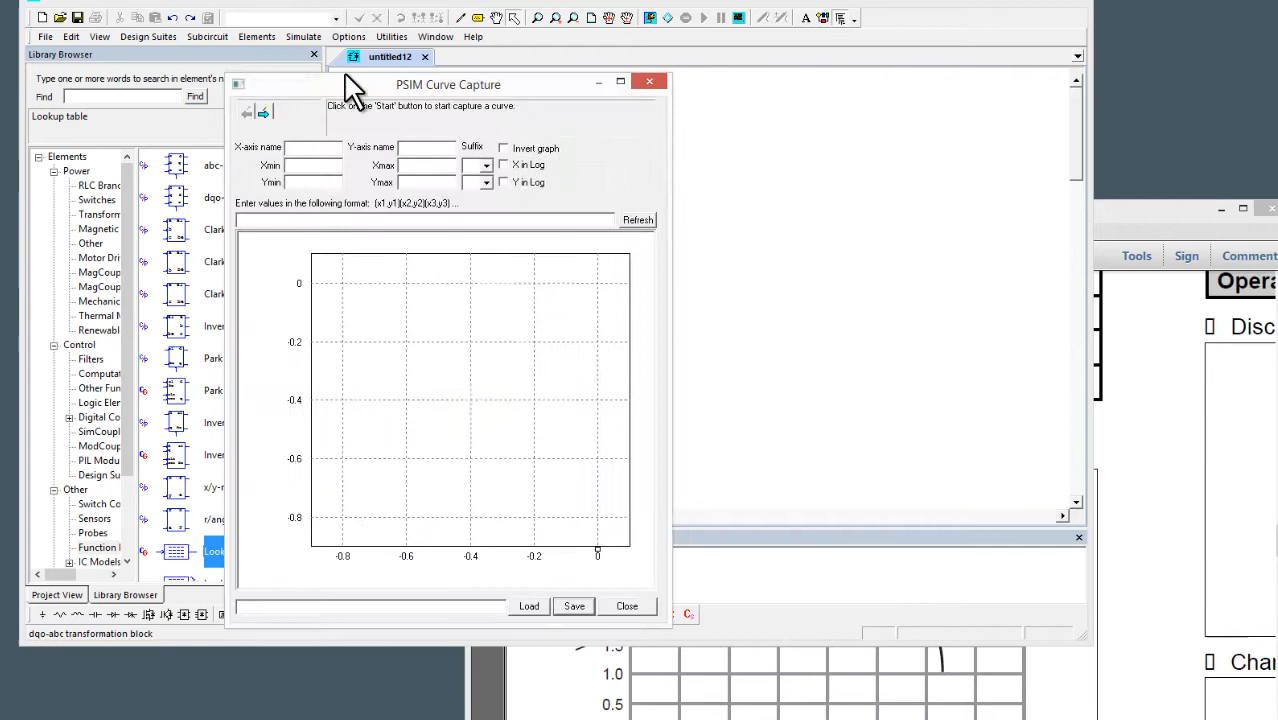 File Edit View Design Suites Subcircuit Elements Simulate Options Utilities Window Help
Library Browser
untitled12
Type one or more words to search in element's n
Find
Find
Lookup table
Elements
Power
RLC Branc
Switches
Transform
Magnetic
Other
Motor Driv
MagCoup
MagCoup
Mechanic
Thermal M
Renewabl
Control
Filters
Computat
Other Fun
Logic Elem
Digital Co
SimCouple
ModCoup
PIL Modu
Design Su
Other
Switch Co
Sensors
Probes
Function
IC Models
abc-
dqo-
Clark
Clark
Clark
Inver
Park
Park
Inver
Inver
x/y-r
r/ang
Look
Project View
Library Browser
dqo-abc transformation block
PSIM Curve Capture
Click on the 'Start' button to start capture a curve.
X-axis name Y-axis name Suffix Invert graph
Xmin Xmax X in Log
Ymin Ymax Y in Log
Enter values in the following format: (x1,y1)(x2,y2)(x3,y3) ...
Refresh
0
-0.2
-0.4
-0.6
-0.8
-0.8 -0.6 -0.4 -0.2 0
Load Save Close
Tools Sign Comment
Opera
Disc
Char
1.5
1.0
0.5